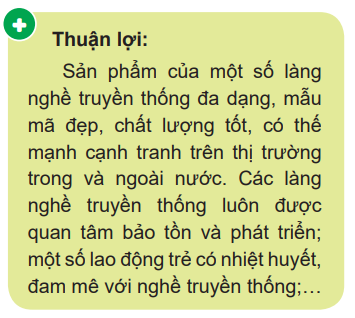 Thuận lợi:
Sản phẩm của một số làng
nghề truyền thống đa dạng, mẫu
mã đẹp, chất lượng tốt, có thế
mạnh cạnh tranh trên thị trường
trong và ngoài nước. Các làng
nghề truyền thống luôn được
quan tâm bảo tồn và phát triển;
một số lao động trẻ có nhiệt huyết,
đam mê với nghề truyền thống;...